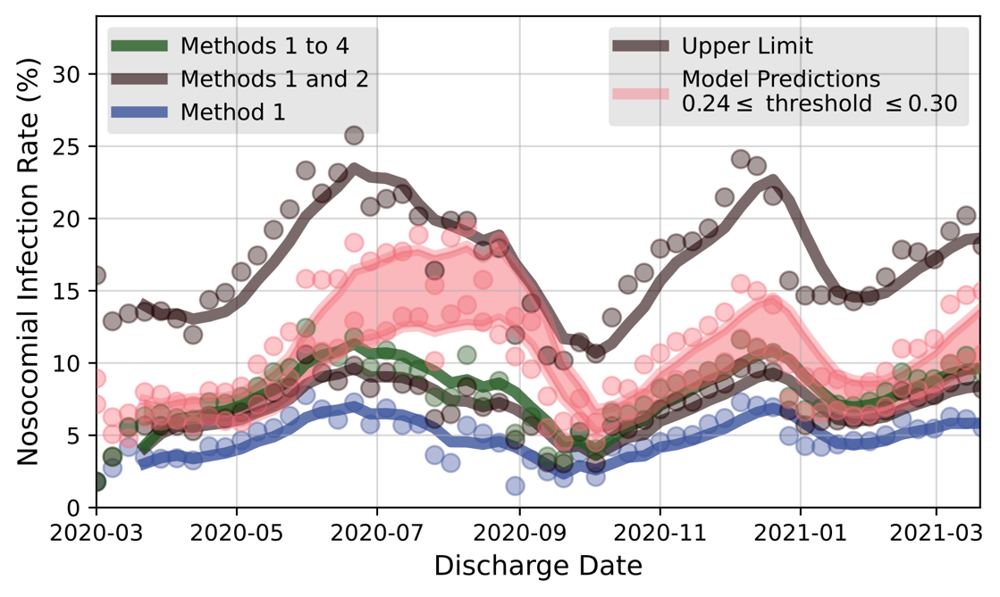 Methods 1 to 4
Methods 1 and 2
Method 1
Upper Limit
Model Predictions
0.24≤ threshold ≤0.30
Nosocomial Infection Rate (%)
30
25
20
15
10
5
0
2020-03 2020-05 2020-07 2020-09 2020-11 2021-01 2021-03
Discharge Date